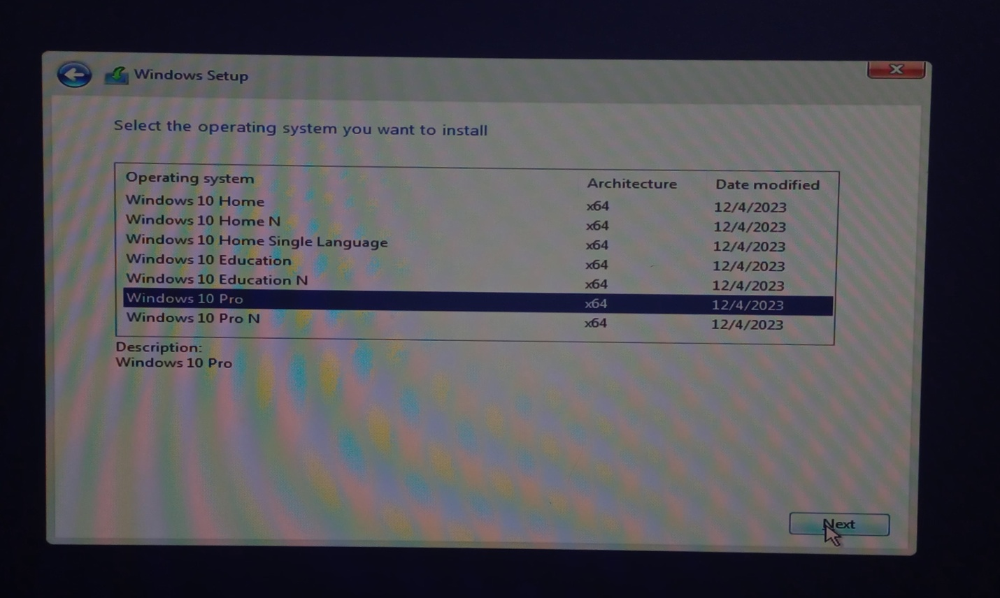 Windows Setup
Select the operating system you want to install
Operating system Architecture Date modified
Windows 10 Home x64 12/4/2023
Windows 10 Home N x64 12/4/2023
Windows 10 Home Single Language x64 12/4/2023
Windows 10 Education x64 12/4/2023
Windows 10 Education N x64 12/4/2023
Windows 10 Pro x64 12/4/2023
Windows 10 Pro N x64 12/4/2023
Description:
Windows 10 Pro
Next